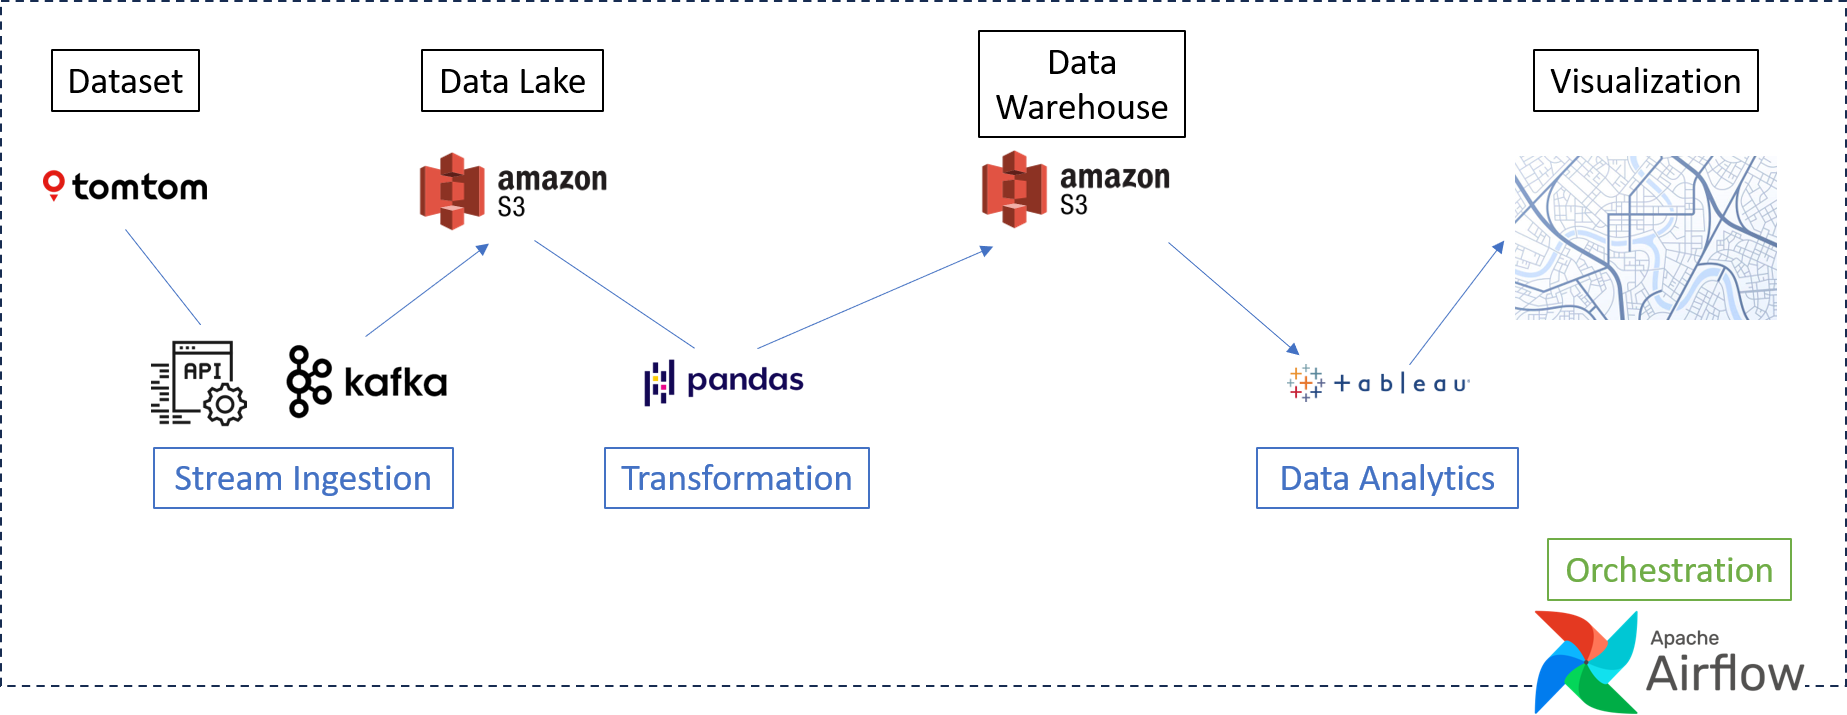 Dataset
Data Lake
Data
Warehouse
Visualization
tomtom
amazon
S3
amazon
S3
API
kafka
pandas
+ableau
Stream Ingestion
Transformation
Data Analytics
Orchestration
Apache
Airflow